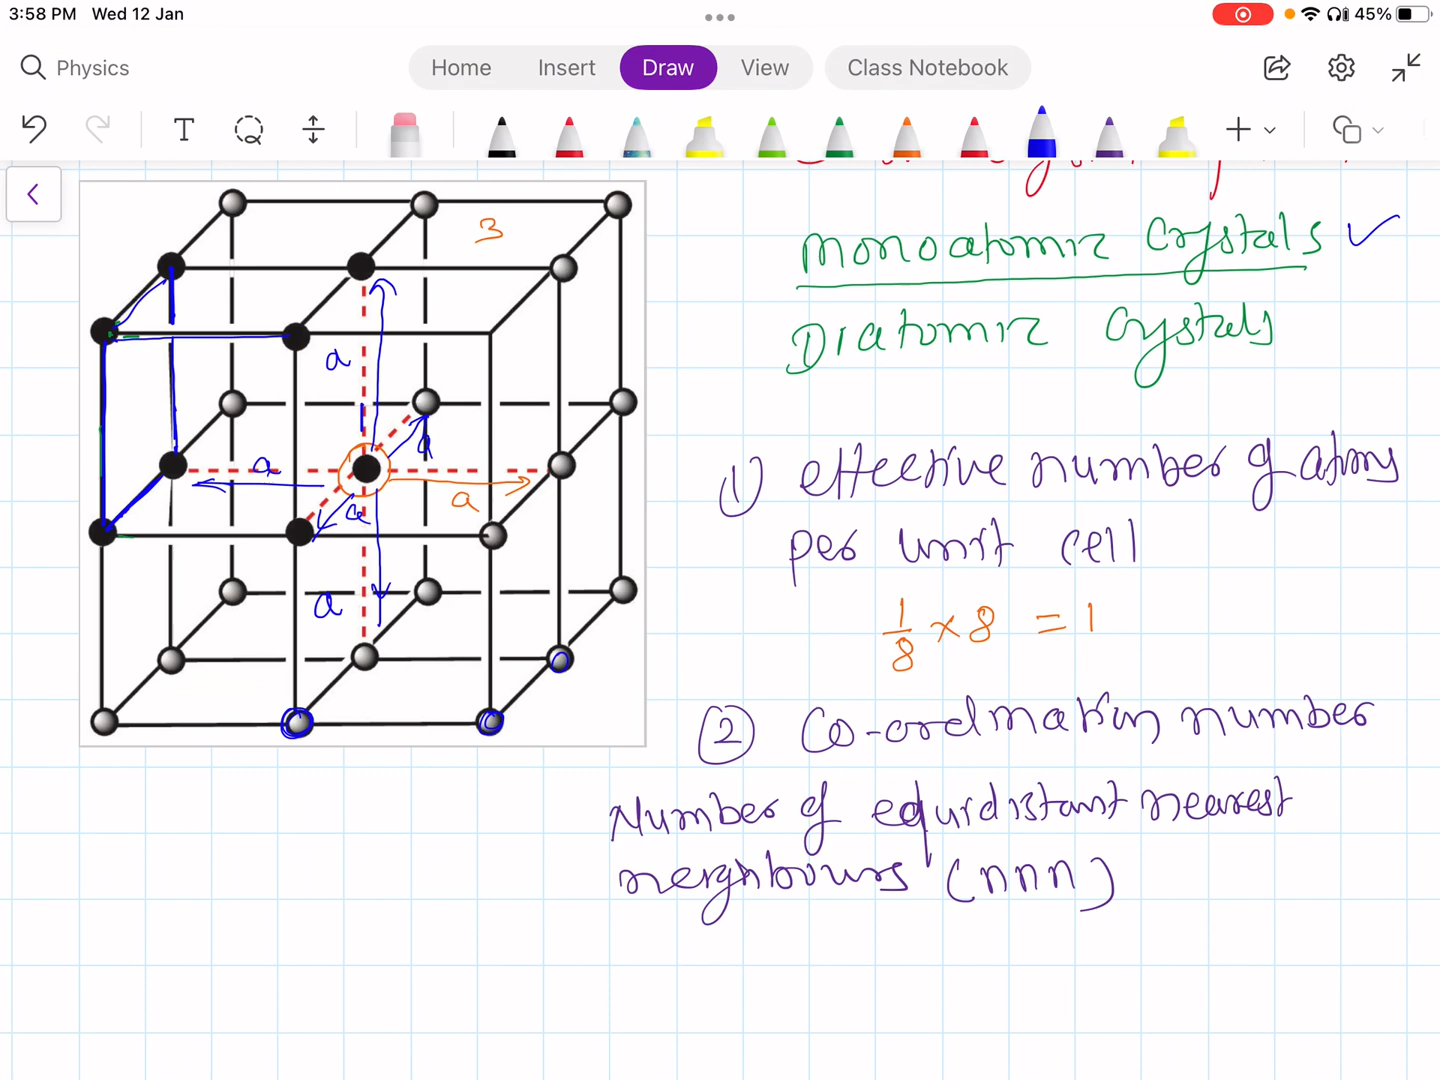 3:58 PM Wed 12 Jan
45%
Physics
Home Insert Draw View Class Notebook
T
3
monoatomic crystals ✓
Diatomic crystals
a
a
a
a
a
a
1) effective number of atoms
per unit cell
1/8 × 8 = 1
2 Co-ordination number
Number of equidistant nearest
neighbours (nnn)